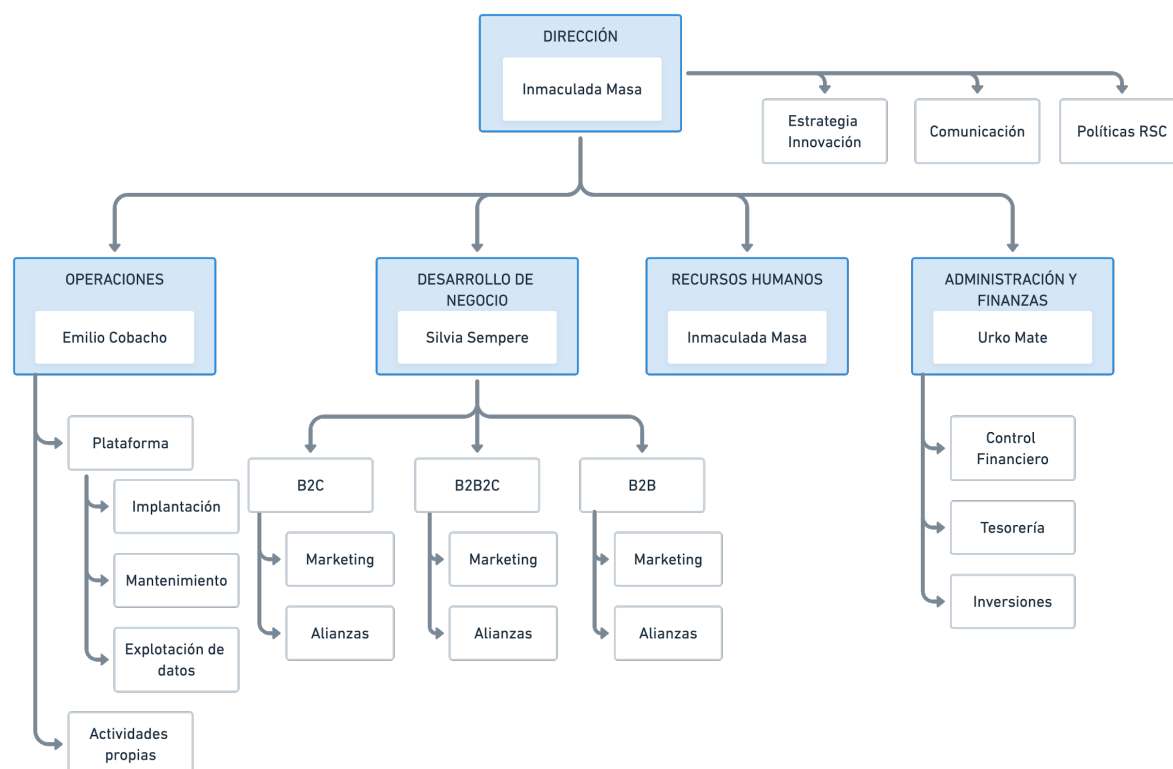 DIRECCIÓN
Inmaculada Masa
Estrategia
Innovación
Comunicación
Políticas RSC
OPERACIONES
Emilio Cobacho
DESARROLLO DE
NEGOCIO
Silvia Sempere
RECURSOS HUMANOS
Inmaculada Masa
ADMINISTRACIÓN Y
FINANZAS
Urko Mate
Plataforma
Implantación
Mantenimiento
Explotación de
datos
Actividades
propias
B2C
Marketing
Alianzas
B2B2C
Marketing
Alianzas
B2B
Marketing
Alianzas
Control
Financiero
Tesorería
Inversiones